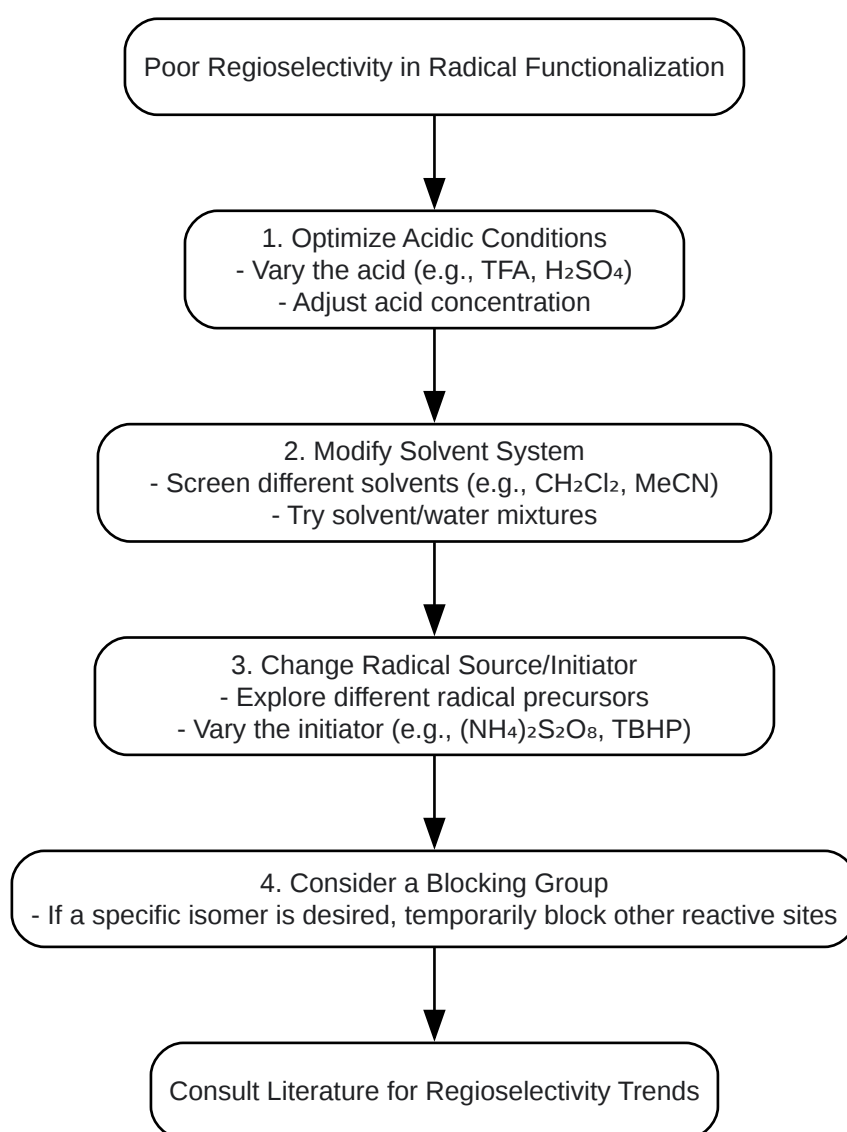 Poor Regioselectivity in Radical Functionalization
1. Optimize Acidic Conditions
- Vary the acid (e.g., TFA, H₂SO₄)
- Adjust acid concentration
2. Modify Solvent System
- Screen different solvents (e.g., CH₂Cl₂, MeCN)
- Try solvent/water mixtures
3. Change Radical Source/Initiator
- Explore different radical precursors
- Vary the initiator (e.g., (NH₄)₂S₂O₈, TBHP)
4. Consider a Blocking Group
- If a specific isomer is desired, temporarily block other reactive sites
Consult Literature for Regioselectivity Trends